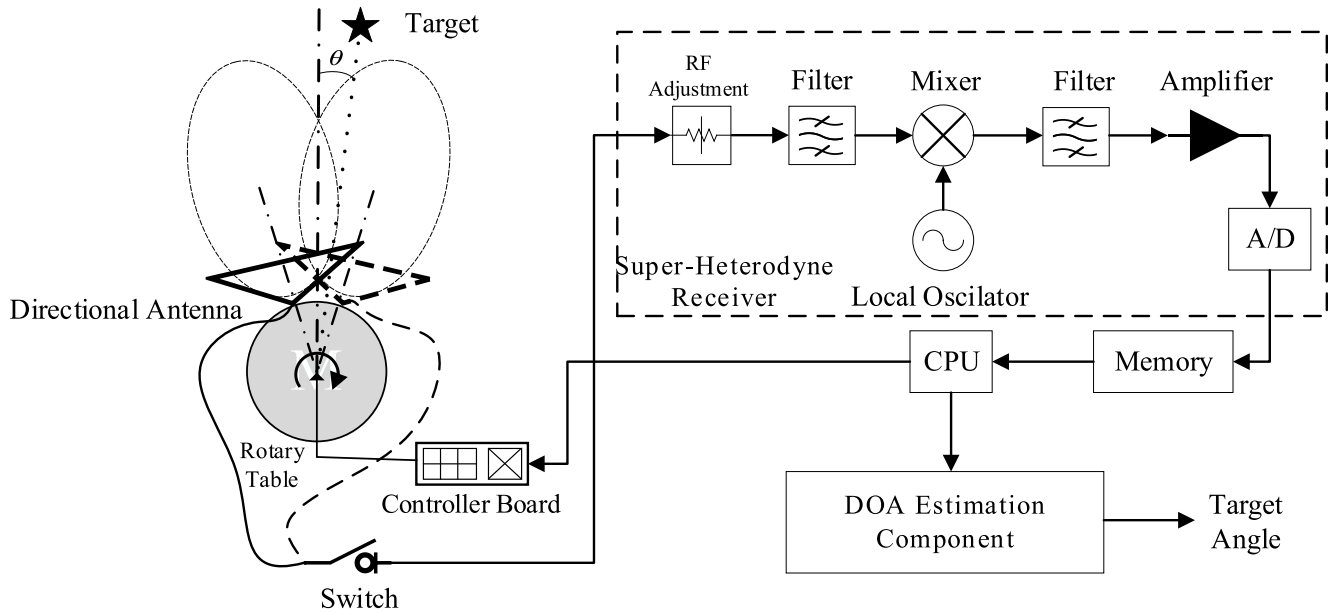 Target
θ
RF
Adjustment
Filter
Mixer
Filter
Amplifier
A/D
Super-Heterodyne
Receiver
Local Oscilator
Directional Antenna
M
CPU
Memory
Rotary
Table
Controller Board
DOA Estimation
Component
Target
Angle
Switch